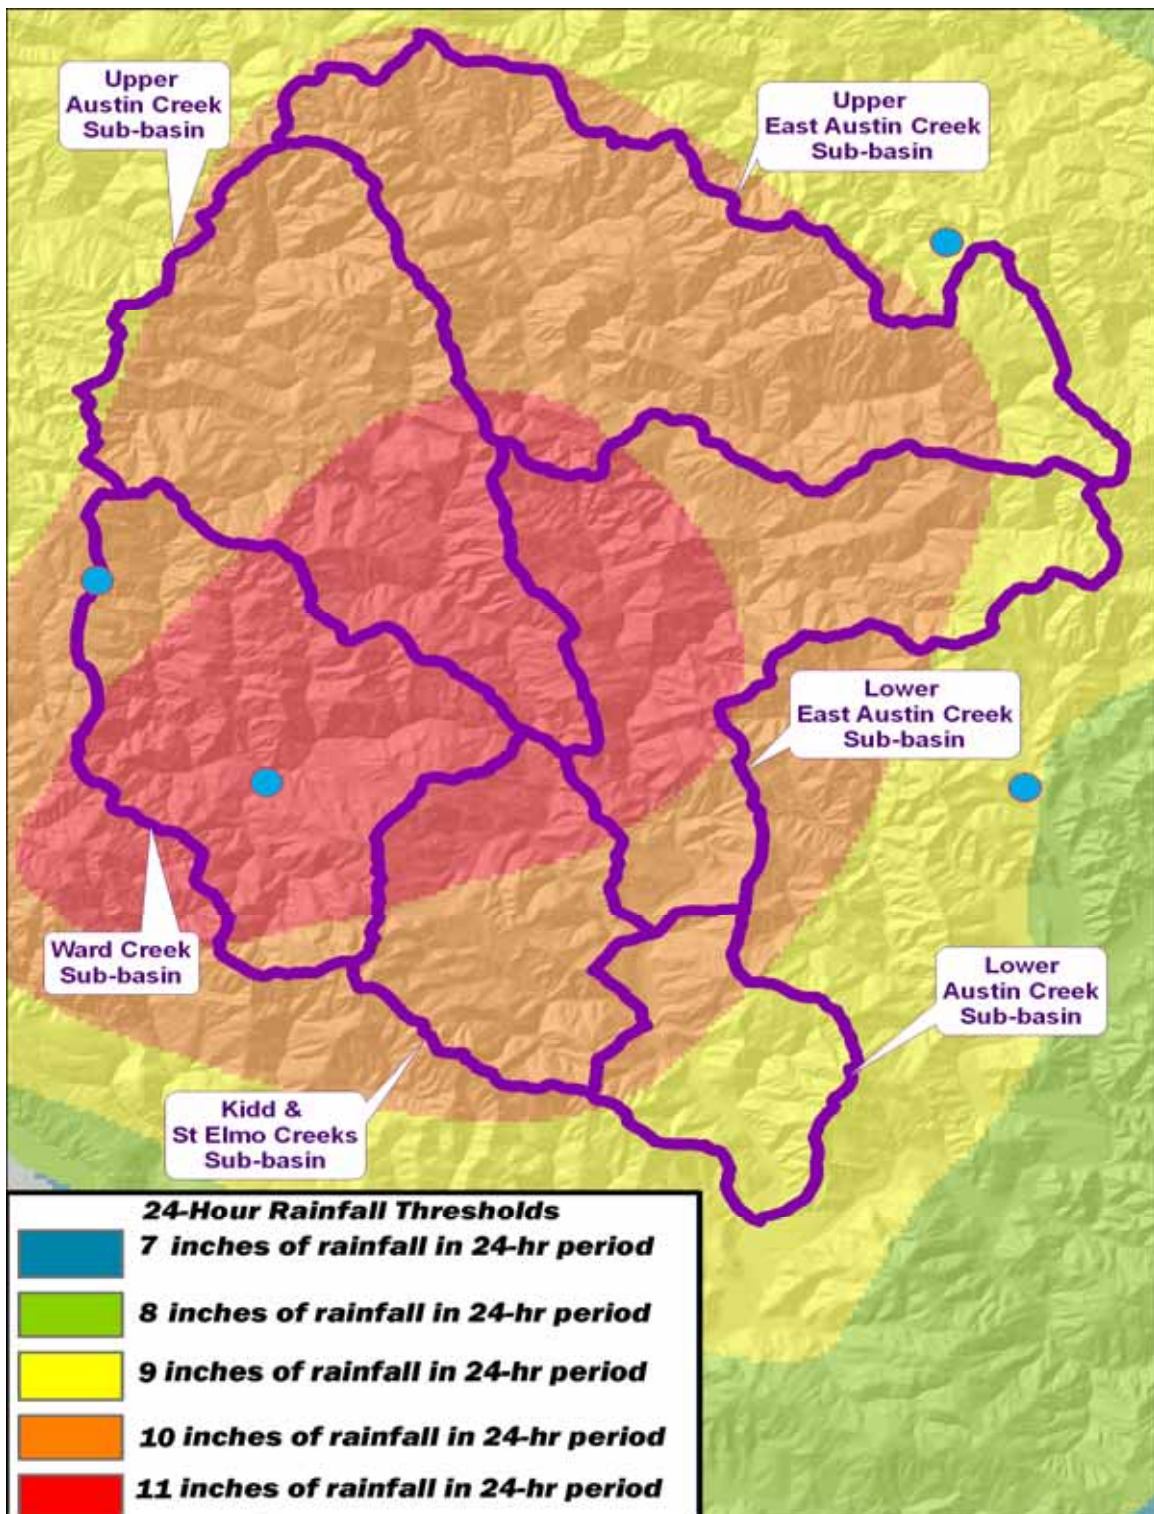 Upper
Austin Creek
Sub-basin
Upper
East Austin Creek
Sub-basin
Lower
East Austin Creek
Sub-basin
Ward Creek
Sub-basin
Lower
Austin Creek
Sub-basin
Kidd &
St Elmo Creeks
Sub-basin
24-Hour Rainfall Thresholds
7 inches of rainfall in 24-hr period
8 inches of rainfall in 24-hr period
9 inches of rainfall in 24-hr period
10 inches of rainfall in 24-hr period
11 inches of rainfall in 24-hr period